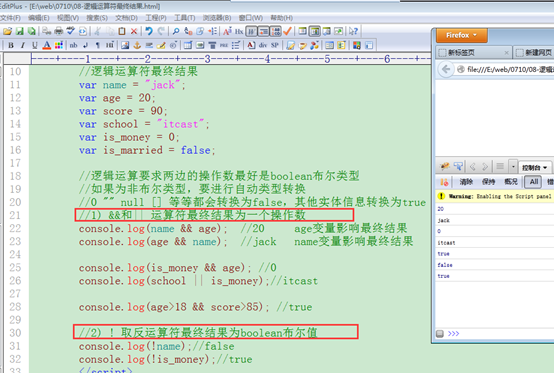 EditPlus - [E:\web\0710\08-逻辑运算符最终结果.html]
文件(F) 编辑(E) 显示(V) 查找(S) 文档(D) 方案(P) 工具(T) 浏览器(B) 窗口(W) 帮助(H)
10 //逻辑运算符最终结果
11 var name = "jack";
12 var age = 20;
13 var score = 90;
14 var school = "itcast";
15 var is_money = 0;
16 var is_married = false;
17
18 //逻辑运算要求两边的操作数最好是boolean布尔类型
19 //如果为非布尔类型，要进行自动类型转换
20 //0 "" null [] 等等都会转换为false，其他实体信息转换为true
21 //1) &&和|| 运算符最终结果为一个操作数
22 console.log(name && age); //20 age变量影响最终结果
23 console.log(age && name); //jack name变量影响最终结果
24
25 console.log(is_money && age); //0
26 console.log(school || is_money);//itcast
27
28 console.log(age>18 && score>85); //true
29
30 //2) ! 取反运算符最终结果为boolean布尔值
31 console.log(!name);//false
32 console.log(!is_money);//true
33 </script>
Firefox
新标签页 新建网页
file:///E:/web/0710/08-逻辑
控制台
清除 保持 概况 All 错
Warning: Enabling the Script panel
20
jack
0
itcast
true
false
true
>>>